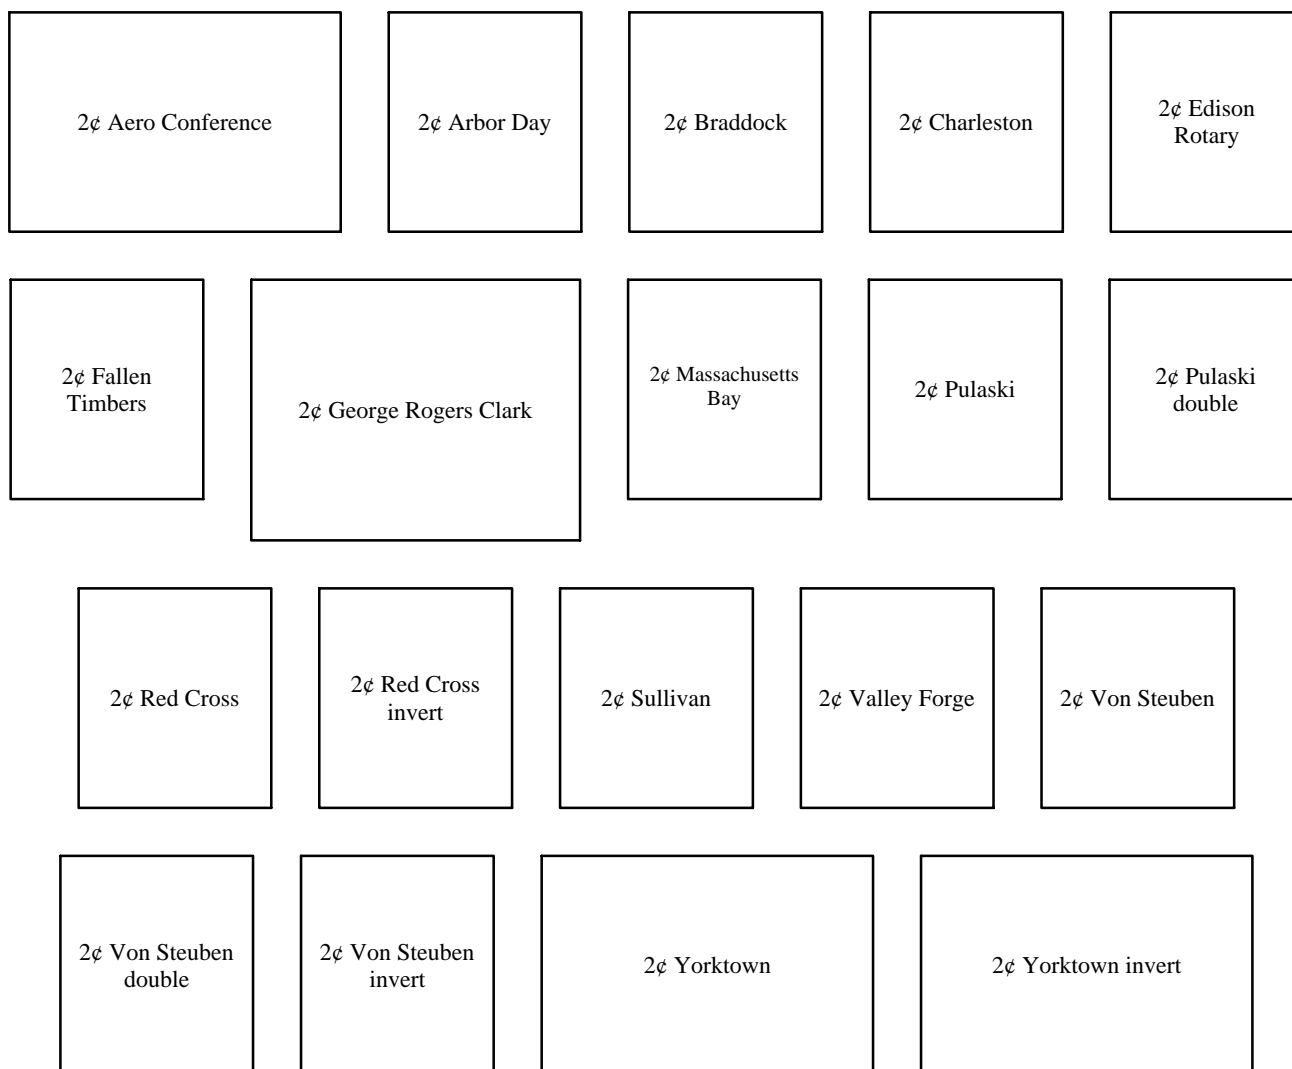 2¢ Aero Conference
2¢ Arbor Day
2¢ Braddock
2¢ Charleston
2¢ Edison
Rotary
2¢ Fallen
Timbers
2¢ George Rogers Clark
2¢ Massachusetts
Bay
2¢ Pulaski
2¢ Pulaski
double
2¢ Red Cross
2¢ Red Cross
invert
2¢ Sullivan
2¢ Valley Forge
2¢ Von Steuben
2¢ Von Steuben
double
2¢ Von Steuben
invert
2¢ Yorktown
2¢ Yorktown invert